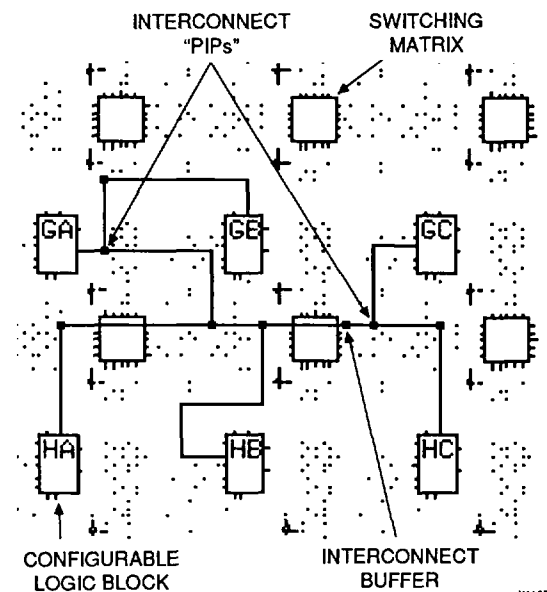 INTERCONNECT SWITCHING
"PIPs" MATRIX
GA GB GC
HA HB HC
CONFIGURABLE INTERCONNECT
LOGIC BLOCK BUFFER